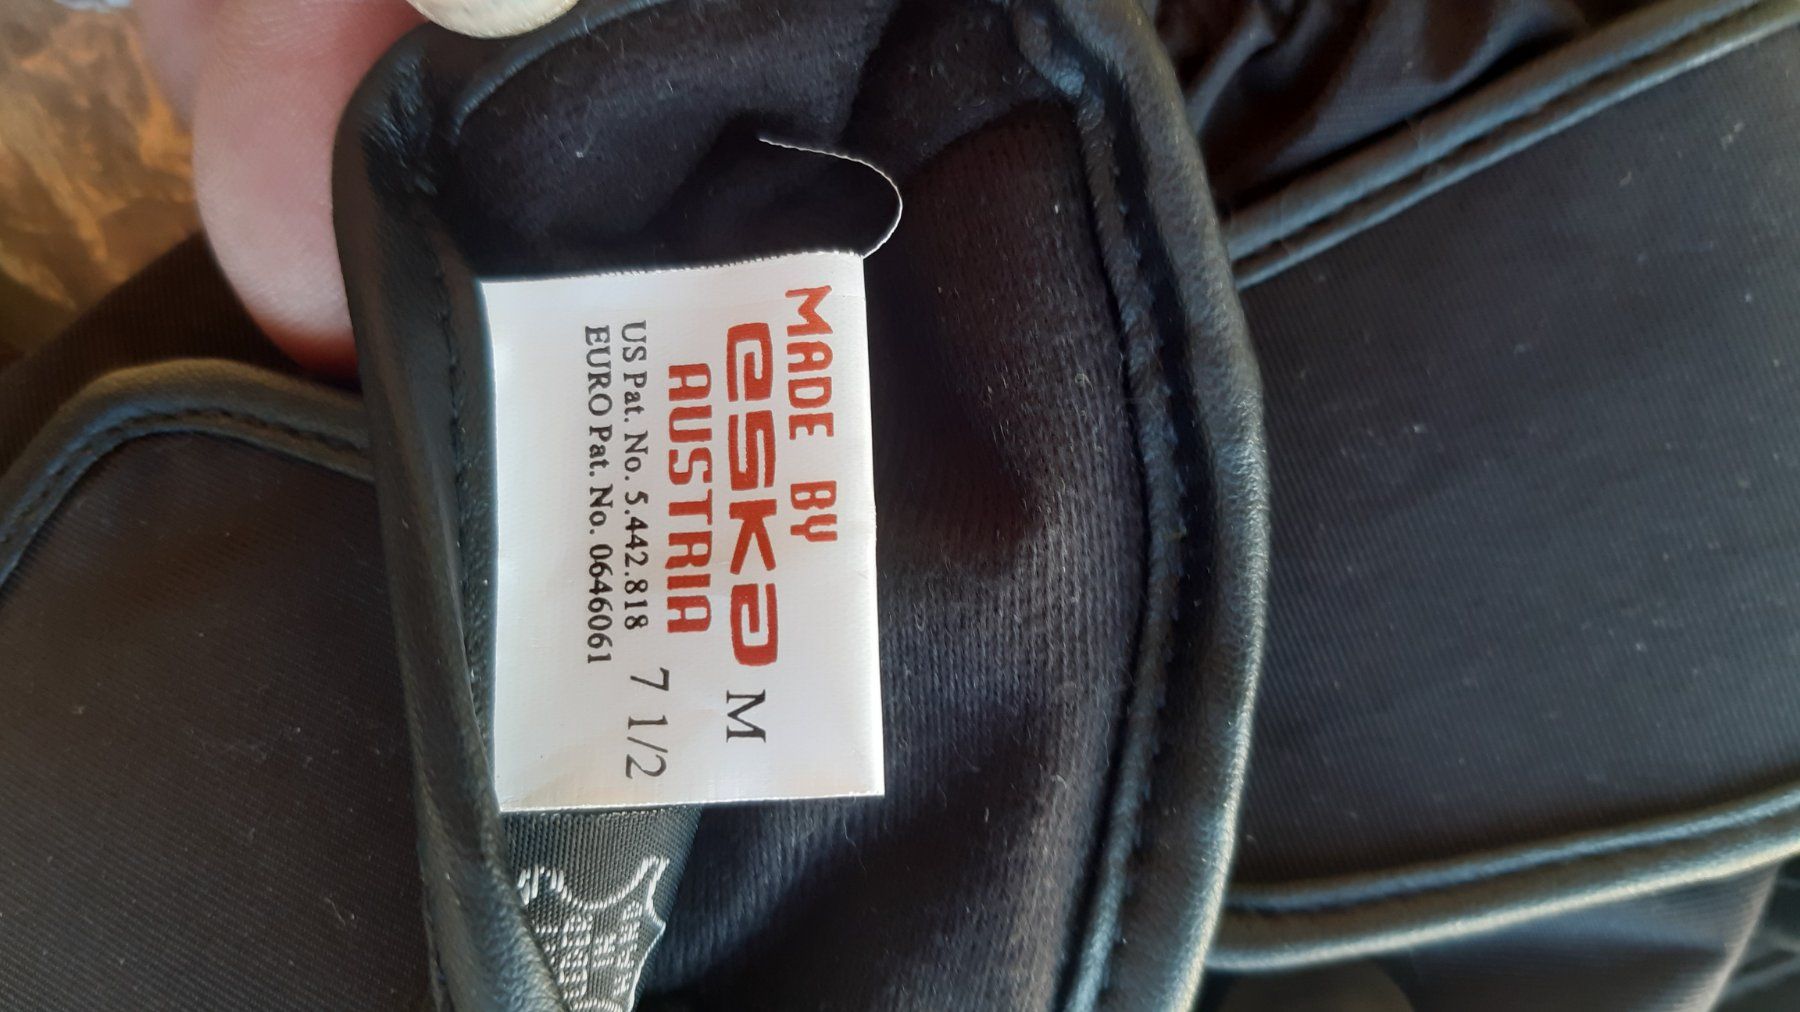 MADE BY
eska M
AUSTRIA
US Pat. No. 5.442.818 7 1/2
EURO Pat. No. 0646061